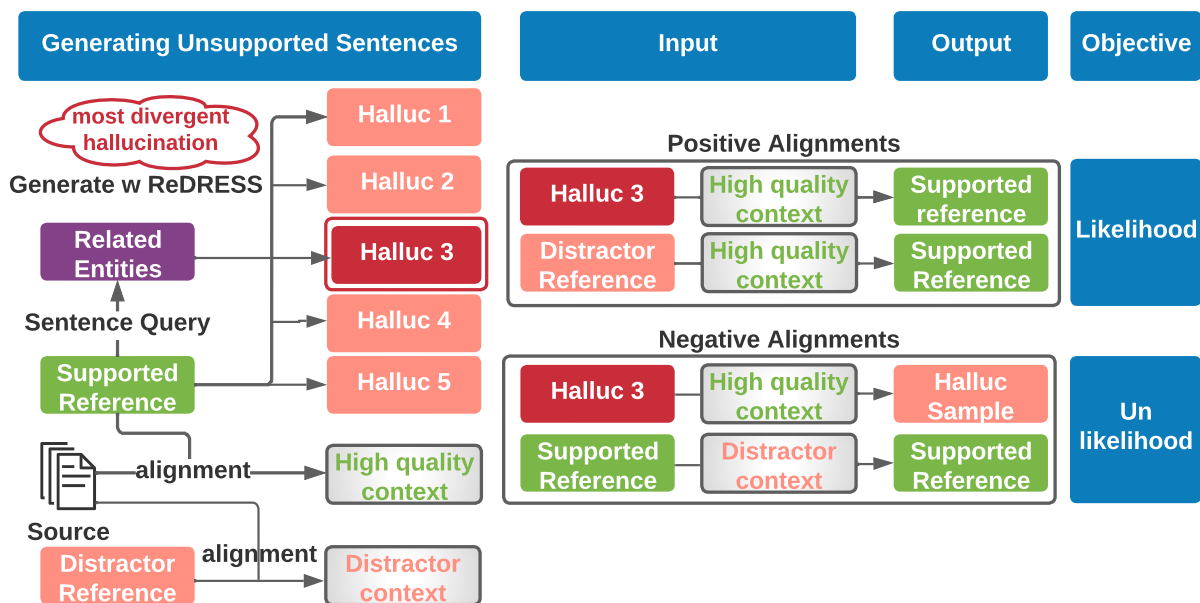 Generating Unsupported Sentences
Input
Output
Objective
most divergent
hallucination
Generate w ReDRESS
Related
Entities
Sentence Query
Supported
Reference
alignment
Source
Distractor
Reference
alignment
Halluc 1
Halluc 2
Halluc 3
Halluc 4
Halluc 5
High quality
context
Distractor
context
Positive Alignments
Halluc 3
High quality
context
Supported
reference
Distractor
Reference
High quality
context
Supported
Reference
Likelihood
Negative Alignments
Halluc 3
High quality
context
Halluc
Sample
Supported
Reference
Distractor
context
Supported
Reference
Un
likelihood